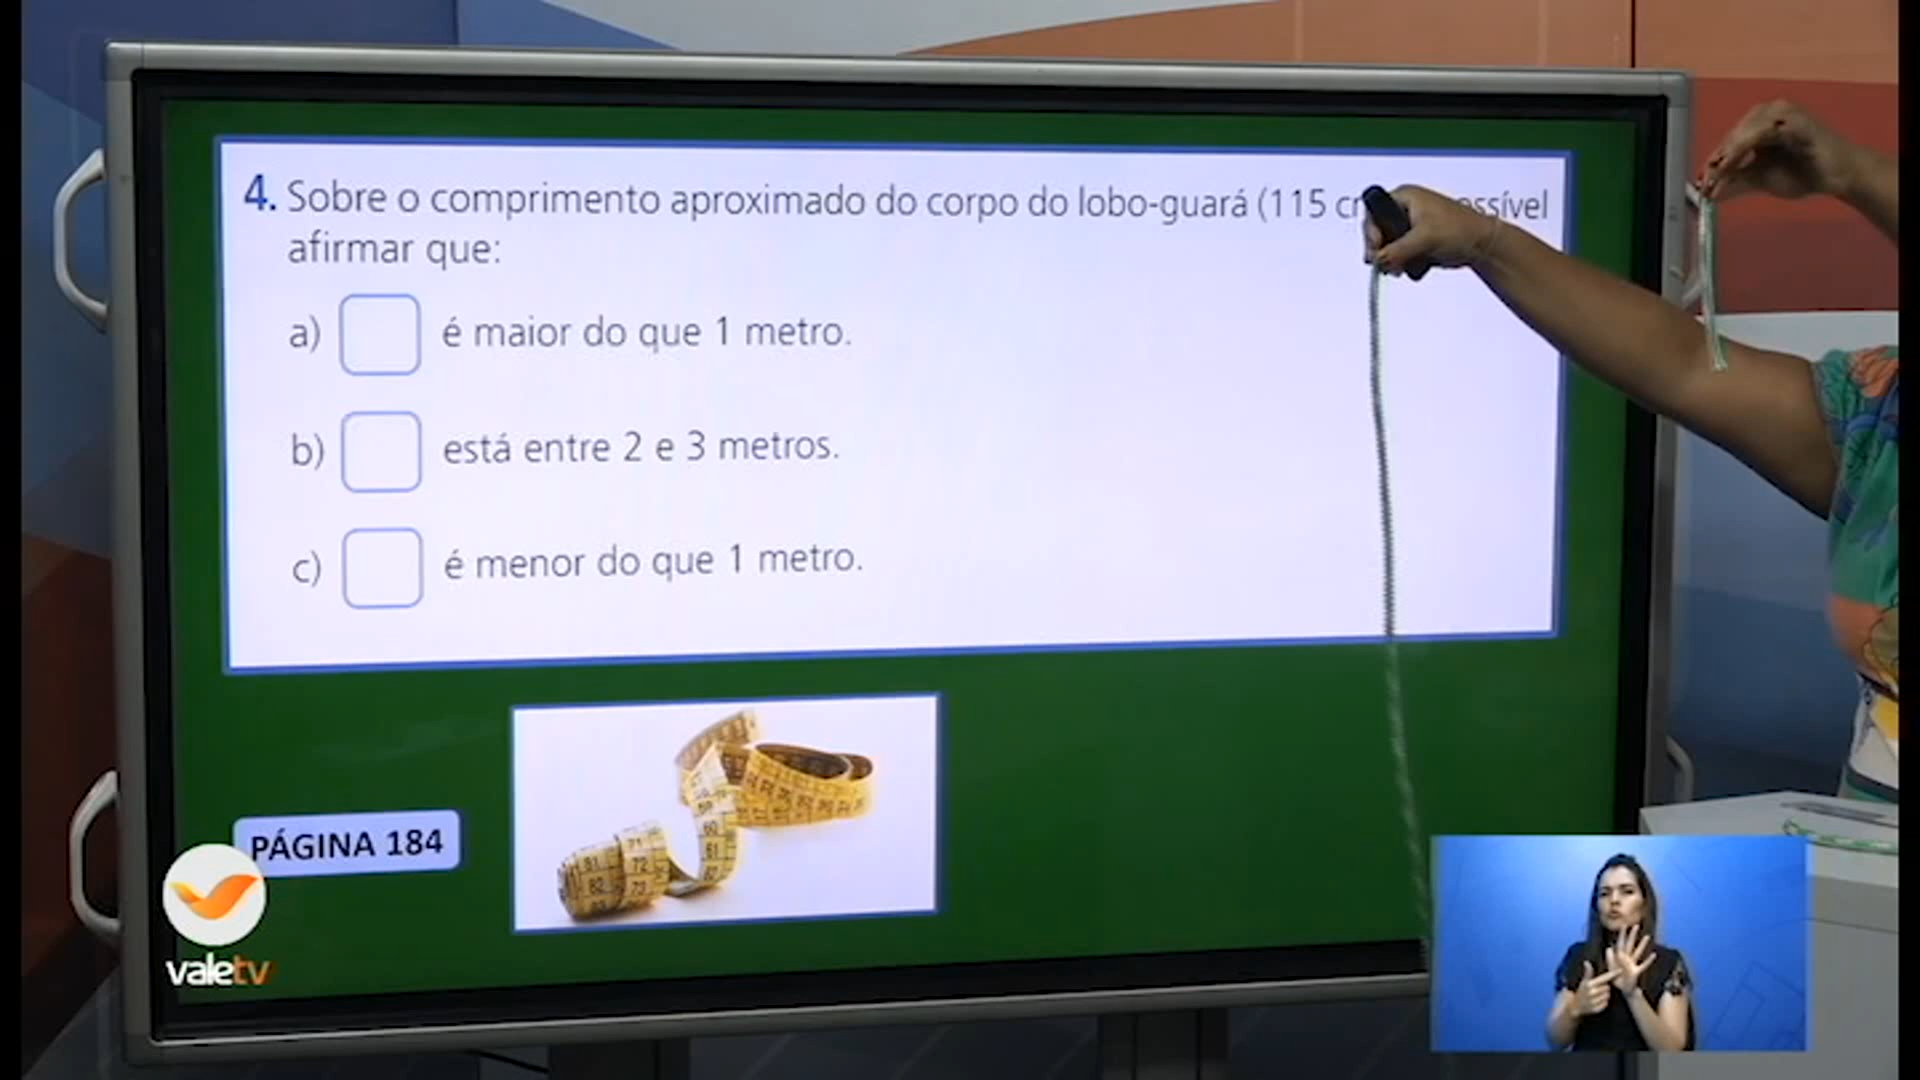 4. Sobre o comprimento aproximado do corpo do lobo-guará (115
afirmar que:
a) é maior do que 1 metro.
b) está entre 2 e 3 metros.
c) é menor do que 1 metro.
PÁGINA 184
valetv